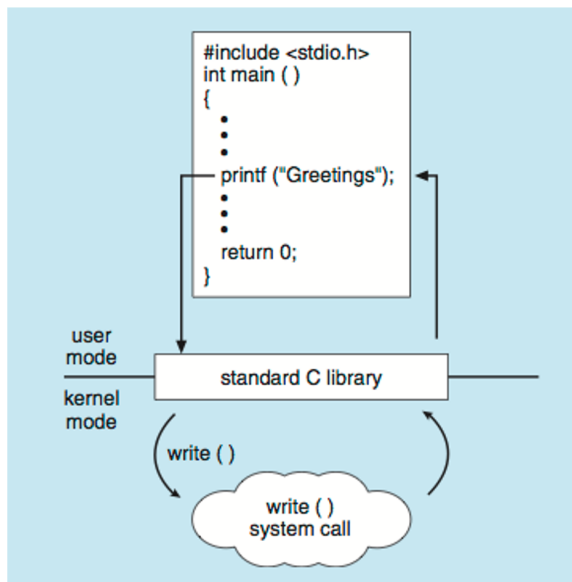 #include <stdio.h>
int main ( )
{
•
•
•
printf ("Greetings");
•
•
•
return 0;
}
user
mode
standard C library
kernel
mode
write ( )
write ( )
system call